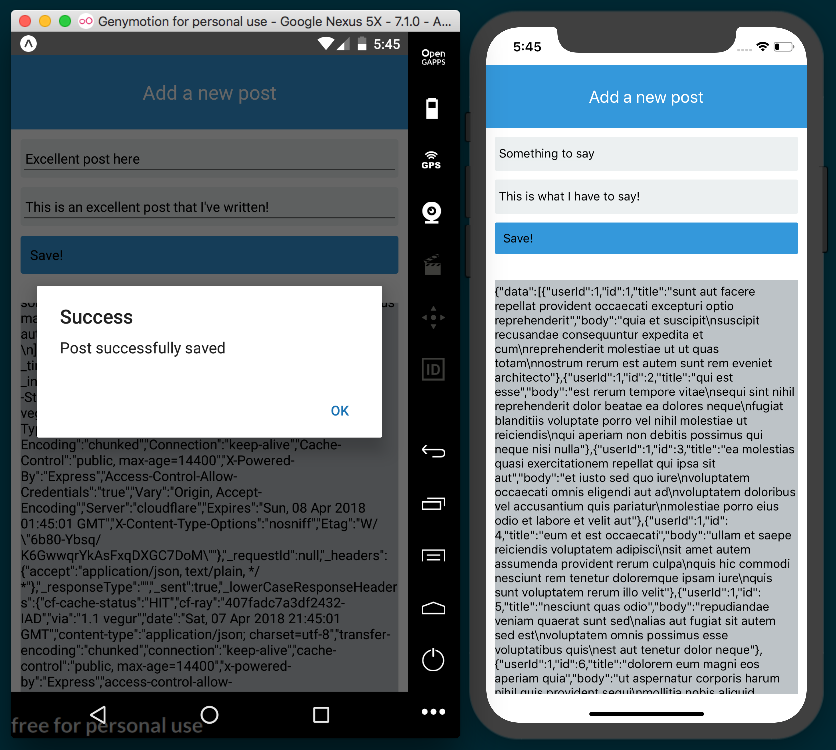 Genymotion for personal use - Google Nexus 5X - 7.1.0 - A...
5:45
Open
GAPPS
Add a new post
Excellent post here
This is an excellent post that I've written!
Save!
GPS
ID
Success
Post successfully saved
OK
Encoding":"chunked","Connection":"keep-alive","Cache-
Control":"public, max-age=14400","X-Powered-
By":"Express","Access-Control-Allow-
Credentials":"true","Vary":"Origin, Accept-
Encoding","Server":"cloudflare","Expires":"Sun, 08 Apr 2018
01:45:01 GMT","X-Content-Type-Options":"nosniff","Etag":"W/
\"6b80-Ybsq/
K6GwwqrYkAsFxqDXGC7DoM\""},"_requestId":null,"_headers":
{"accept":"application/json, text/plain, */
*"},"_responseType":"","_sent":true,"_lowerCaseResponseHeader
s":{"cf-cache-status":"HIT","cf-ray":"407fadc7a3df2432-
IAD","via":"1.1 vegur","date":"Sat, 07 Apr 2018 21:45:01
GMT","content-type":"application/json; charset=utf-8","transfer-
encoding":"chunked","connection":"keep-alive","cache-
control":"public, max-age=14400","x-powered-
by":"Express","access-control-allow-
free for personal use
5:45
Add a new post
Something to say
This is what I have to say!
Save!
{"data":[{"userId":1,"id":1,"title":"sunt aut facere
repellat provident occaecati excepturi optio
reprehenderit","body":"quia et suscipit\nsuscipit
recusandae consequuntur expedita et
cum\nreprehenderit molestiae ut ut quas
totam\nnostrum rerum est autem sunt rem eveniet
architecto"},{"userId":1,"id":2,"title":"qui est
esse","body":"est rerum tempore vitae\nsequi sint nihil
reprehenderit dolor beatae ea dolores neque\nfugiat
blanditiis voluptate porro vel nihil molestiae ut
reiciendis\nqui aperiam non debitis possimus qui
neque nisi nulla"},{"userId":1,"id":3,"title":"ea molestias
quasi exercitationem repellat qui ipsa sit
aut","body":"et iusto sed quo iure\nvoluptatem
occaecati omnis eligendi aut ad\nvoluptatem doloribus
vel accusantium quis pariatur\nmolestiae porro eius
odio et labore et velit aut"},{"userId":1,"id":
4,"title":"eum et est occaecati","body":"ullam et saepe
reiciendis voluptatem adipisci\nsit amet autem
assumenda provident rerum culpa\nquis hic commodi
nesciunt rem tenetur doloremque ipsam iure\nquis
sunt voluptatem rerum illo velit"},{"userId":1,"id":
5,"title":"nesciunt quas odio","body":"repudiandae
veniam quaerat sunt sed\nalias aut fugiat sit autem
sed est\nvoluptatem omnis possimus esse
voluptatibus quis\nest aut tenetur dolor neque"},
{"userId":1,"id":6,"title":"dolorem eum magni eos
aperiam quia","body":"ut aspernatur corporis harum
nihil quis provident sequi\nmollitia nobis aliquid